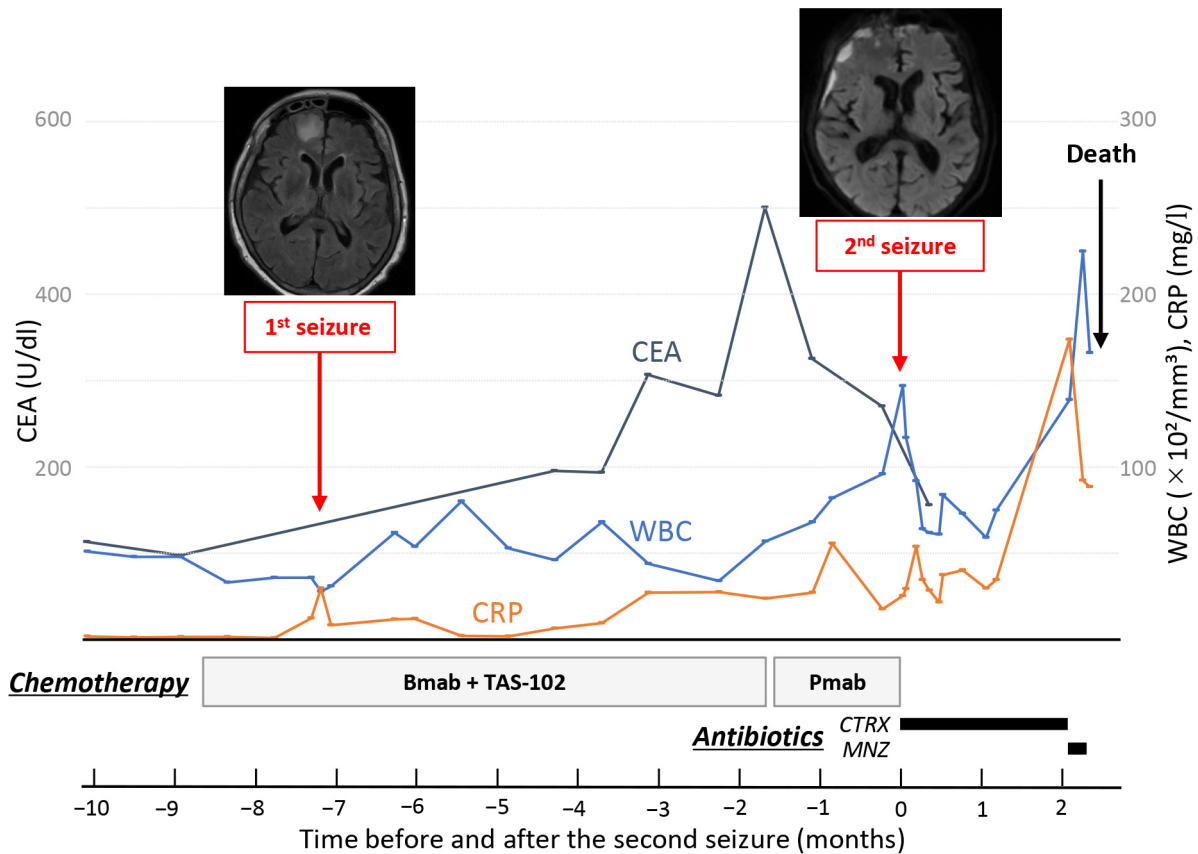 600
400
200
CEA (U/dl)
300
200
100
WBC (×10²/mm³), CRP (mg/l)
1st seizure
2nd seizure
Death
CEA
WBC
CRP
Chemotherapy
Bmab + TAS-102
Pmab
Antibiotics
CTRX
MNZ
−10 −9 −8 −7 −6 −5 −4 −3 −2 −1 0 1 2
Time before and after the second seizure (months)